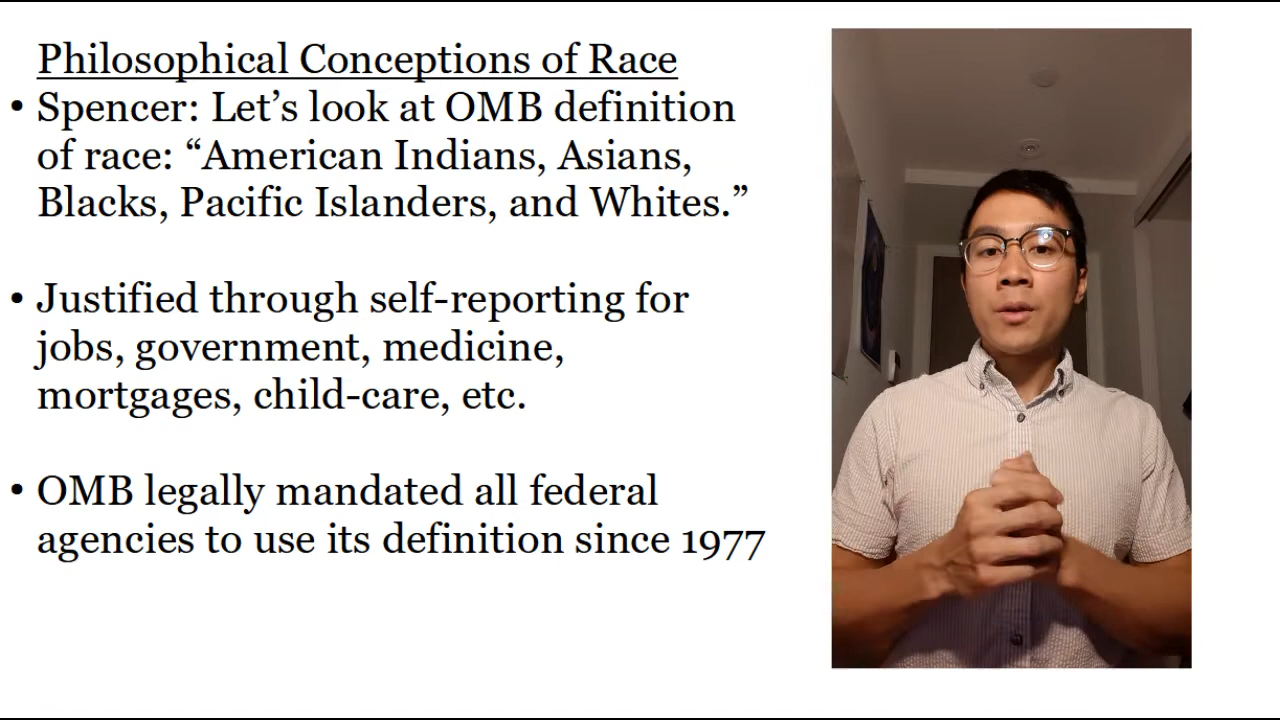 Philosophical Conceptions of Race
• Spencer: Let’s look at OMB definition
of race: “American Indians, Asians,
Blacks, Pacific Islanders, and Whites.”
• Justified through self-reporting for
jobs, government, medicine,
mortgages, child-care, etc.
• OMB legally mandated all federal
agencies to use its definition since 1977